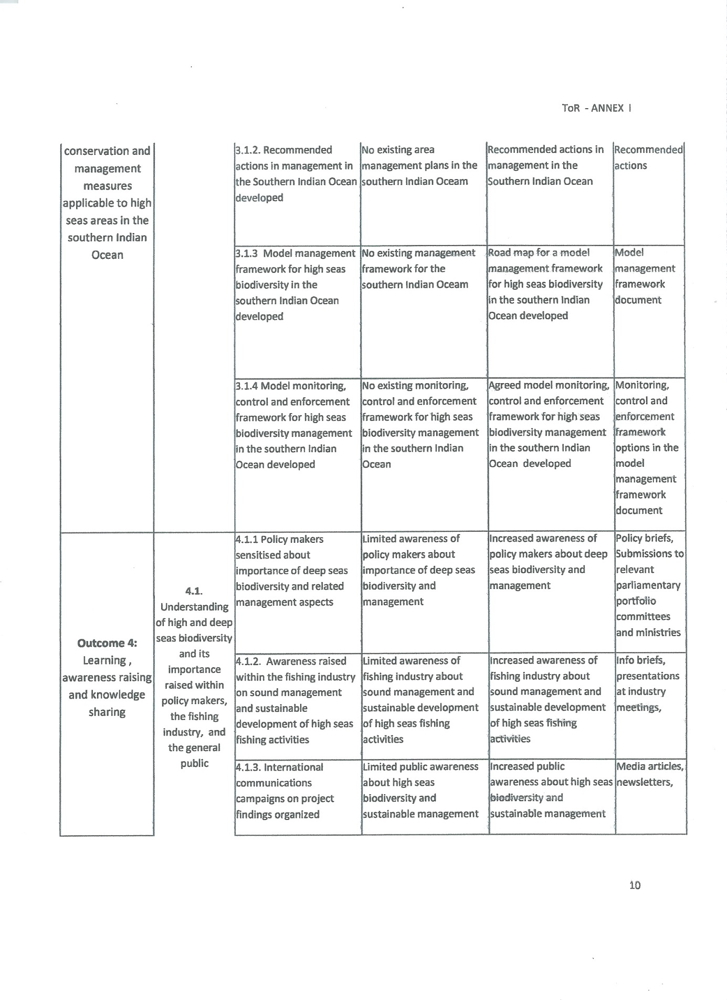 ToR - ANNEX I
conservation and
management
measures
applicable to high
seas areas in the
southern Indian
Ocean
3.1.2. Recommended
actions in management in
the Southern Indian Ocean
developed
No existing area
management plans in the
southern Indian Oceam
Recommended actions in
management in the
Southern Indian Ocean
Recommended
actions
3.1.3 Model management
framework for high seas
biodiversity in the
southern Indian Ocean
developed
No existing management
framework for the
southern Indian Oceam
Road map for a model
management framework
for high seas biodiversity
in the southern Indian
Ocean developed
Model
management
framework
document
3.1.4 Model monitoring,
control and enforcement
framework for high seas
biodiversity management
in the southern Indian
Ocean developed
No existing monitoring,
control and enforcement
framework for high seas
biodiversity management
in the southern Indian
Ocean
Agreed model monitoring,
control and enforcement
framework for high seas
biodiversity management
in the southern Indian
Ocean developed
Monitoring,
control and
enforcement
framework
options in the
model
management
framework
document
Outcome 4:
Learning ,
awareness raising
and knowledge
sharing
4.1.
Understanding
of high and deep
seas biodiversity
and its
importance
raised within
policy makers,
the fishing
industry, and
the general
public
4.1.1 Policy makers
sensitised about
importance of deep seas
biodiversity and related
management aspects
Limited awareness of
policy makers about
importance of deep seas
biodiversity and
management
Increased awareness of
policy makers about deep
seas biodiversity and
management
Policy briefs,
Submissions to
relevant
parliamentary
portfolio
committees
and ministries
4.1.2. Awareness raised
within the fishing industry
on sound management
and sustainable
development of high seas
fishing activities
Limited awareness of
fishing industry about
sound management and
sustainable development
of high seas fishing
activities
Increased awareness of
fishing industry about
sound management and
sustainable development
of high seas fishing
activities
Info briefs,
presentations
at industry
meetings,
4.1.3. International
communications
campaigns on project
findings organized
Limited public awareness
about high seas
biodiversity and
sustainable management
Increased public
awareness about high seas
biodiversity and
sustainable management
Media articles,
newsletters,
10